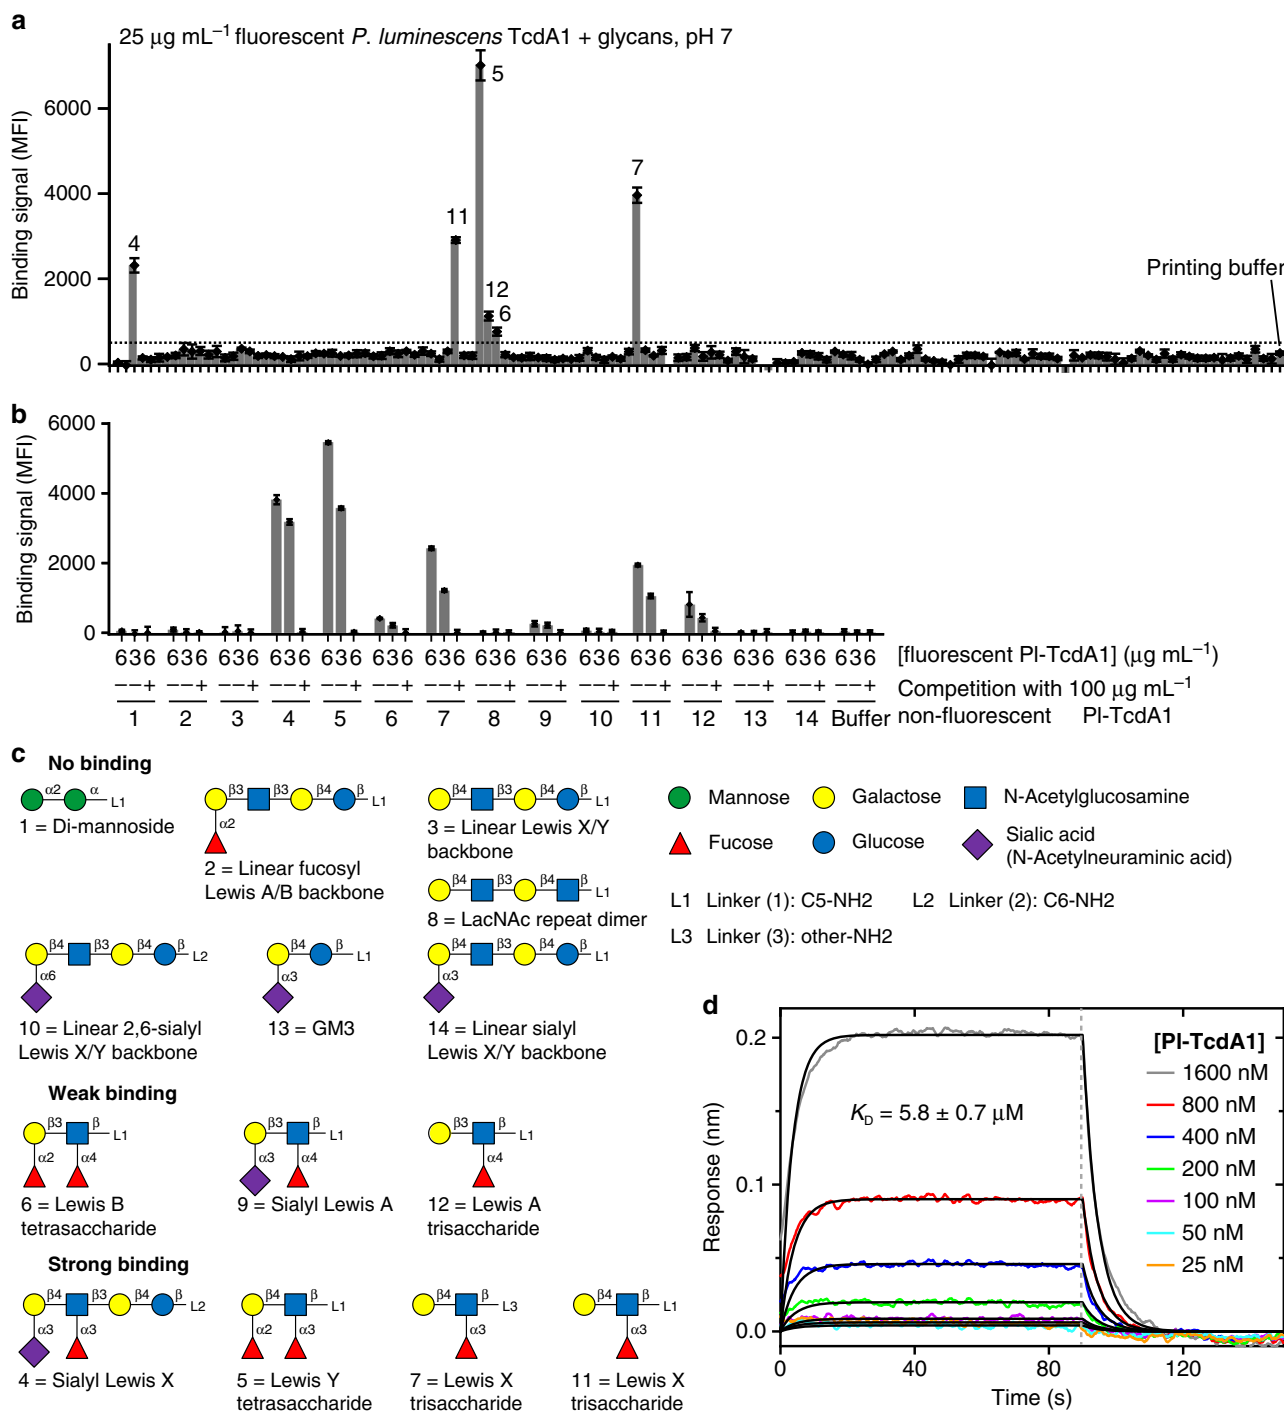 a
25 μg mL⁻¹ fluorescent P. luminescens TcdA1 + glycans, pH 7
Binding signal (MFI)
6000
4000
2000
0
4
11
5
12
6
7
Printing buffer
b
Binding signal (MFI)
6000
4000
2000
0
636 636 636 636 636 636 636 636 636 636 636 636 636 636 636
[fluorescent Pl-TcdA1] (μg mL⁻¹)
−−+ −−+ −−+ −−+ −−+ −−+ −−+ −−+ −−+ −−+ −−+ −−+ −−+ −−+ −−+
Competition with 100 μg mL⁻¹
non-fluorescent Pl-TcdA1
1 2 3 4 5 6 7 8 9 10 11 12 13 14 Buffer
c
No binding
α2 α L1
1 = Di-mannoside
β3 β3 β4 β L1
α2
2 = Linear fucosyl
Lewis A/B backbone
β4 β3 β4 β L1
3 = Linear Lewis X/Y
backbone
β4 β3 β4 β L1
8 = LacNAc repeat dimer
β4 β3 β4 β L2
α6
10 = Linear 2,6-sialyl
Lewis X/Y backbone
β4 β L1
α3
13 = GM3
β4 β3 β4 β L1
α3
14 = Linear sialyl
Lewis X/Y backbone
Mannose
Galactose
N-Acetylglucosamine
Fucose
Glucose
Sialic acid
(N-Acetylneuraminic acid)
L1 Linker (1): C5-NH2
L2 Linker (2): C6-NH2
L3 Linker (3): other-NH2
Weak binding
β3 β L1
α2 α4
6 = Lewis B
tetrasaccharide
β3 β L1
α3 α4
9 = Sialyl Lewis A
β3 β L1
α4
12 = Lewis A
trisaccharide
Strong binding
β4 β3 β4 β L2
α3 α3
4 = Sialyl Lewis X
β4 β L1
α2 α3
5 = Lewis Y
tetrasaccharide
β4 β L3
α3
7 = Lewis X
trisaccharide
β4 β L1
α3
11 = Lewis X
trisaccharide
d
Response (nm)
0.2
0.1
0.0
K_D = 5.8 ± 0.7 μM
[Pl-TcdA1]
1600 nM
800 nM
400 nM
200 nM
100 nM
50 nM
25 nM
0 40 80 120
Time (s)